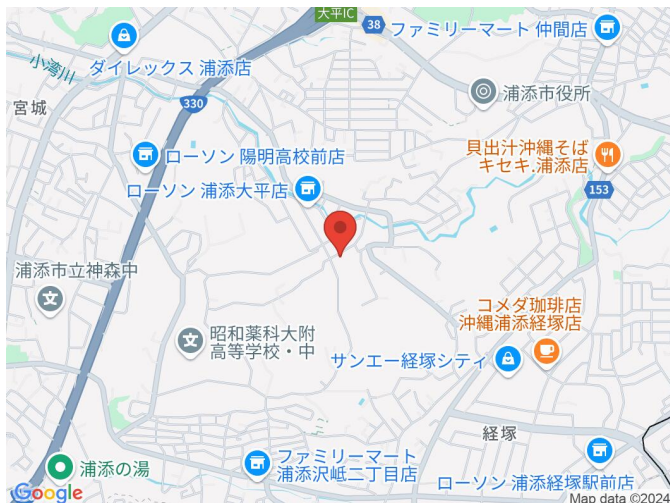 大平IC
38
ファミリーマート 仲間店
ダイレックス 浦添店
小湾川
宮城
330
浦添市役所
ローソン 陽明高校前店
貝出汁沖縄そば
キセキ.浦添店
ローソン 浦添大平店
153
浦添市立神森中
コメダ珈琲店
沖縄浦添経塚店
昭和薬科大附
高等学校・中
サンエー経塚シティ
経塚
ファミリーマート
浦添沢岻二丁目店
浦添の湯
ローソン 浦添経塚駅前店
Google
Map data ©2024